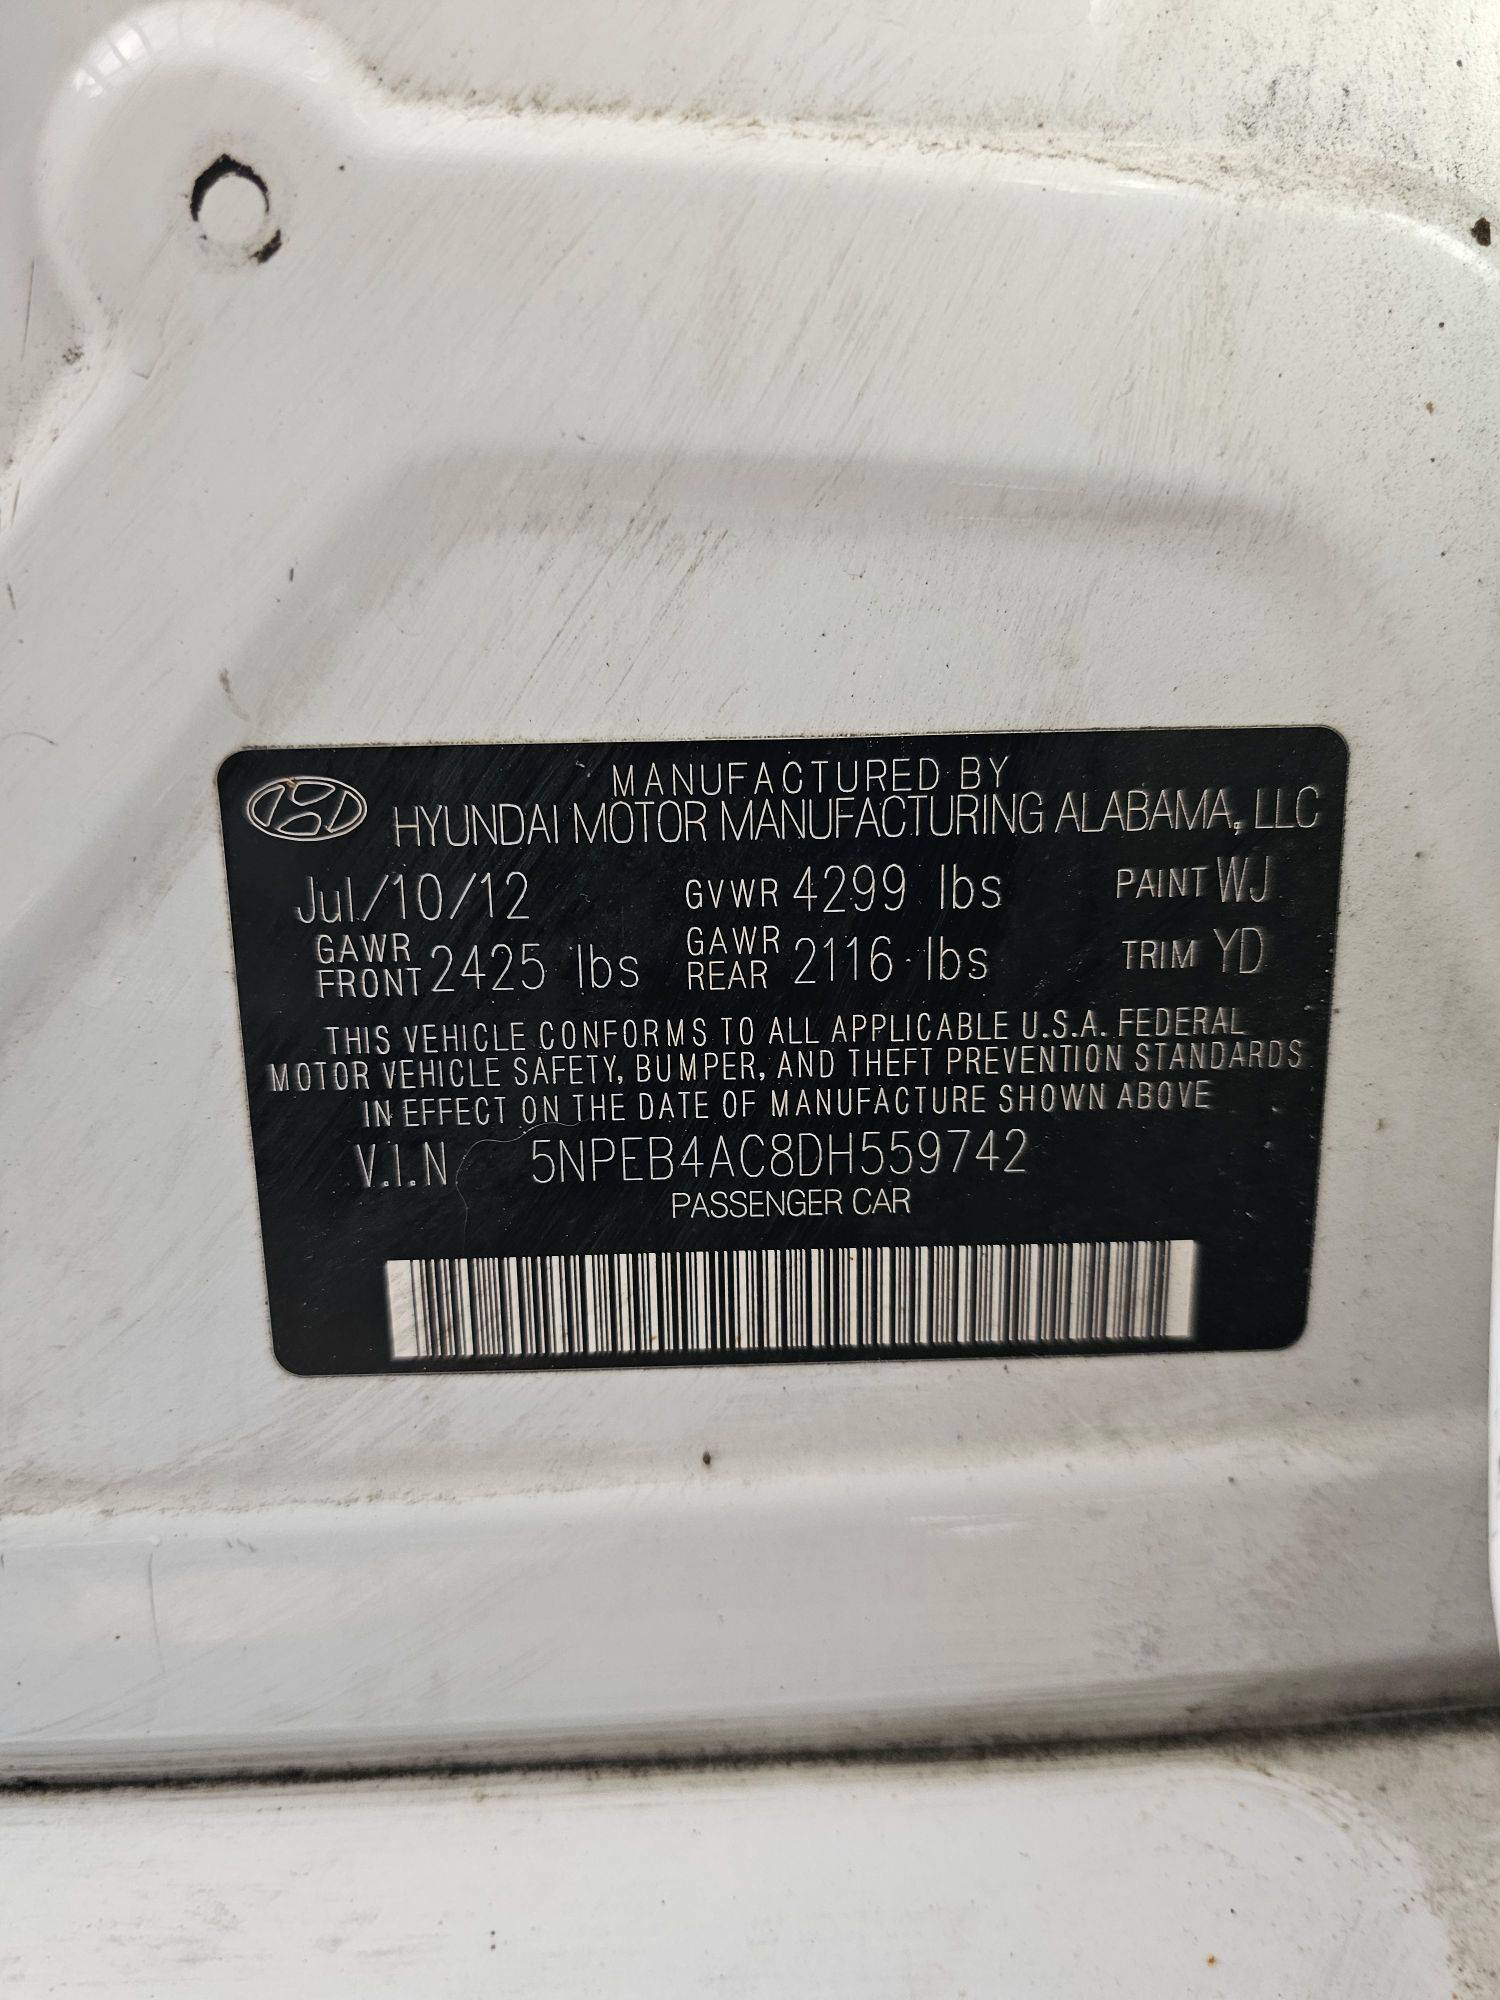 MANUFACTURED BY
HYUNDAI MOTOR MANUFACTURING ALABAMA, LLC
Jul/10/12 GVWR 4299 lbs PAINT WJ
GAWR FRONT 2425 lbs GAWR REAR 2116 lbs TRIM YD
THIS VEHICLE CONFORMS TO ALL APPLICABLE U.S.A. FEDERAL
MOTOR VEHICLE SAFETY, BUMPER, AND THEFT PREVENTION STANDARDS
IN EFFECT ON THE DATE OF MANUFACTURE SHOWN ABOVE
V.I.N 5NPEB4AC8DH559742
PASSENGER CAR